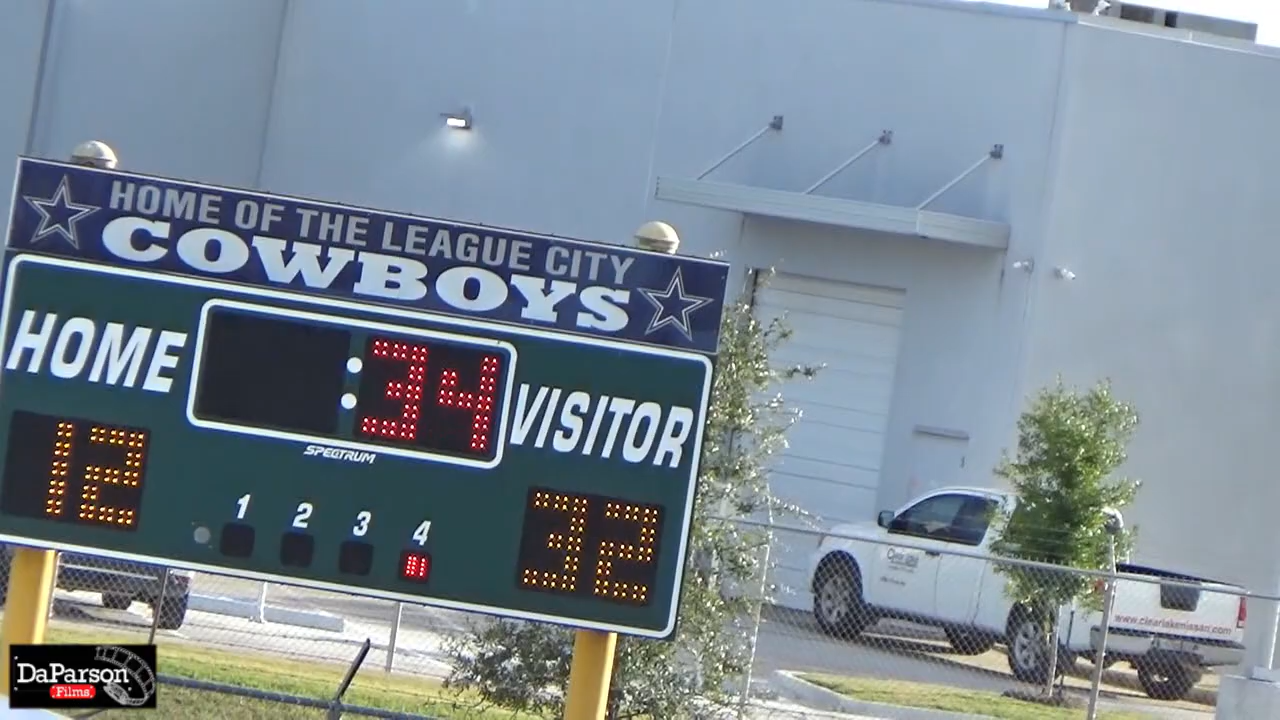 HOME OF THE LEAGUE CITY
COWBOYS
HOME
:34
VISITOR
SPECTRUM
12
1 2 3 4
32
www.clearlakenissan.com
DaParson
Films